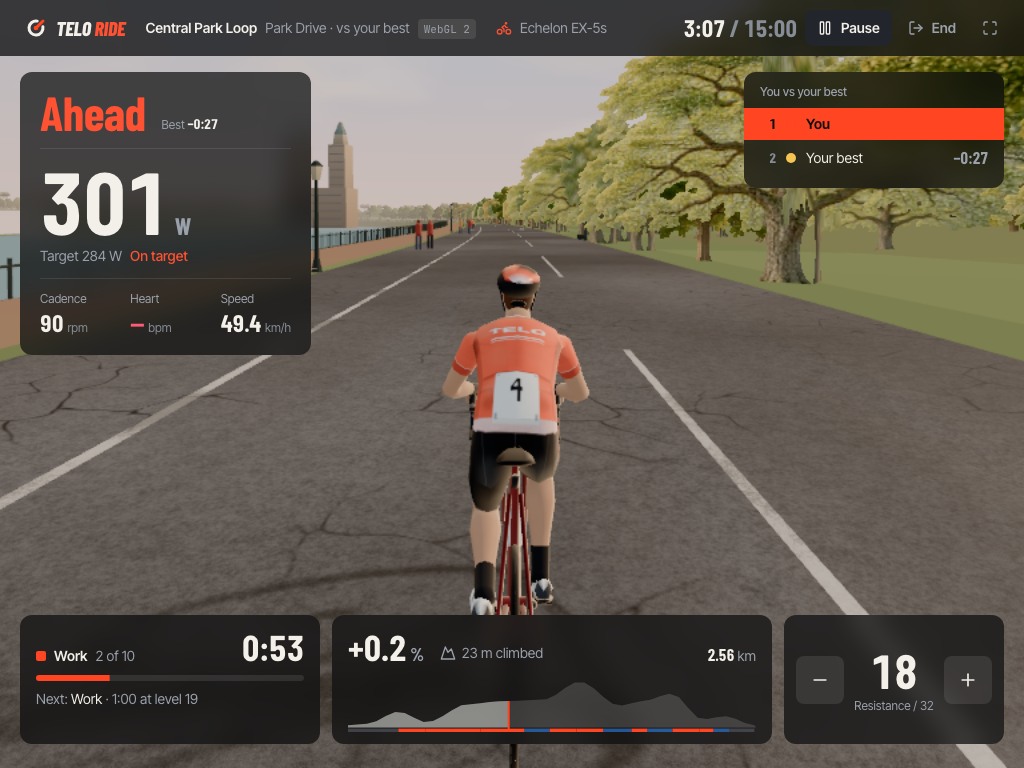 TELO RIDE Central Park Loop Park Drive · vs your best WebGL 2 Echelon EX-5s 3:07 / 15:00 Pause End
Ahead Best −0:27
301 W
Target 284 W On target
Cadence Heart Speed
90 rpm — bpm 49.4 km/h
You vs your best
1 You
2 Your best −0:27
TELO
4
Work 2 of 10 0:53
Next: Work · 1:00 at level 19
+0.2 % 23 m climbed 2.56 km
− 18 +
Resistance / 32